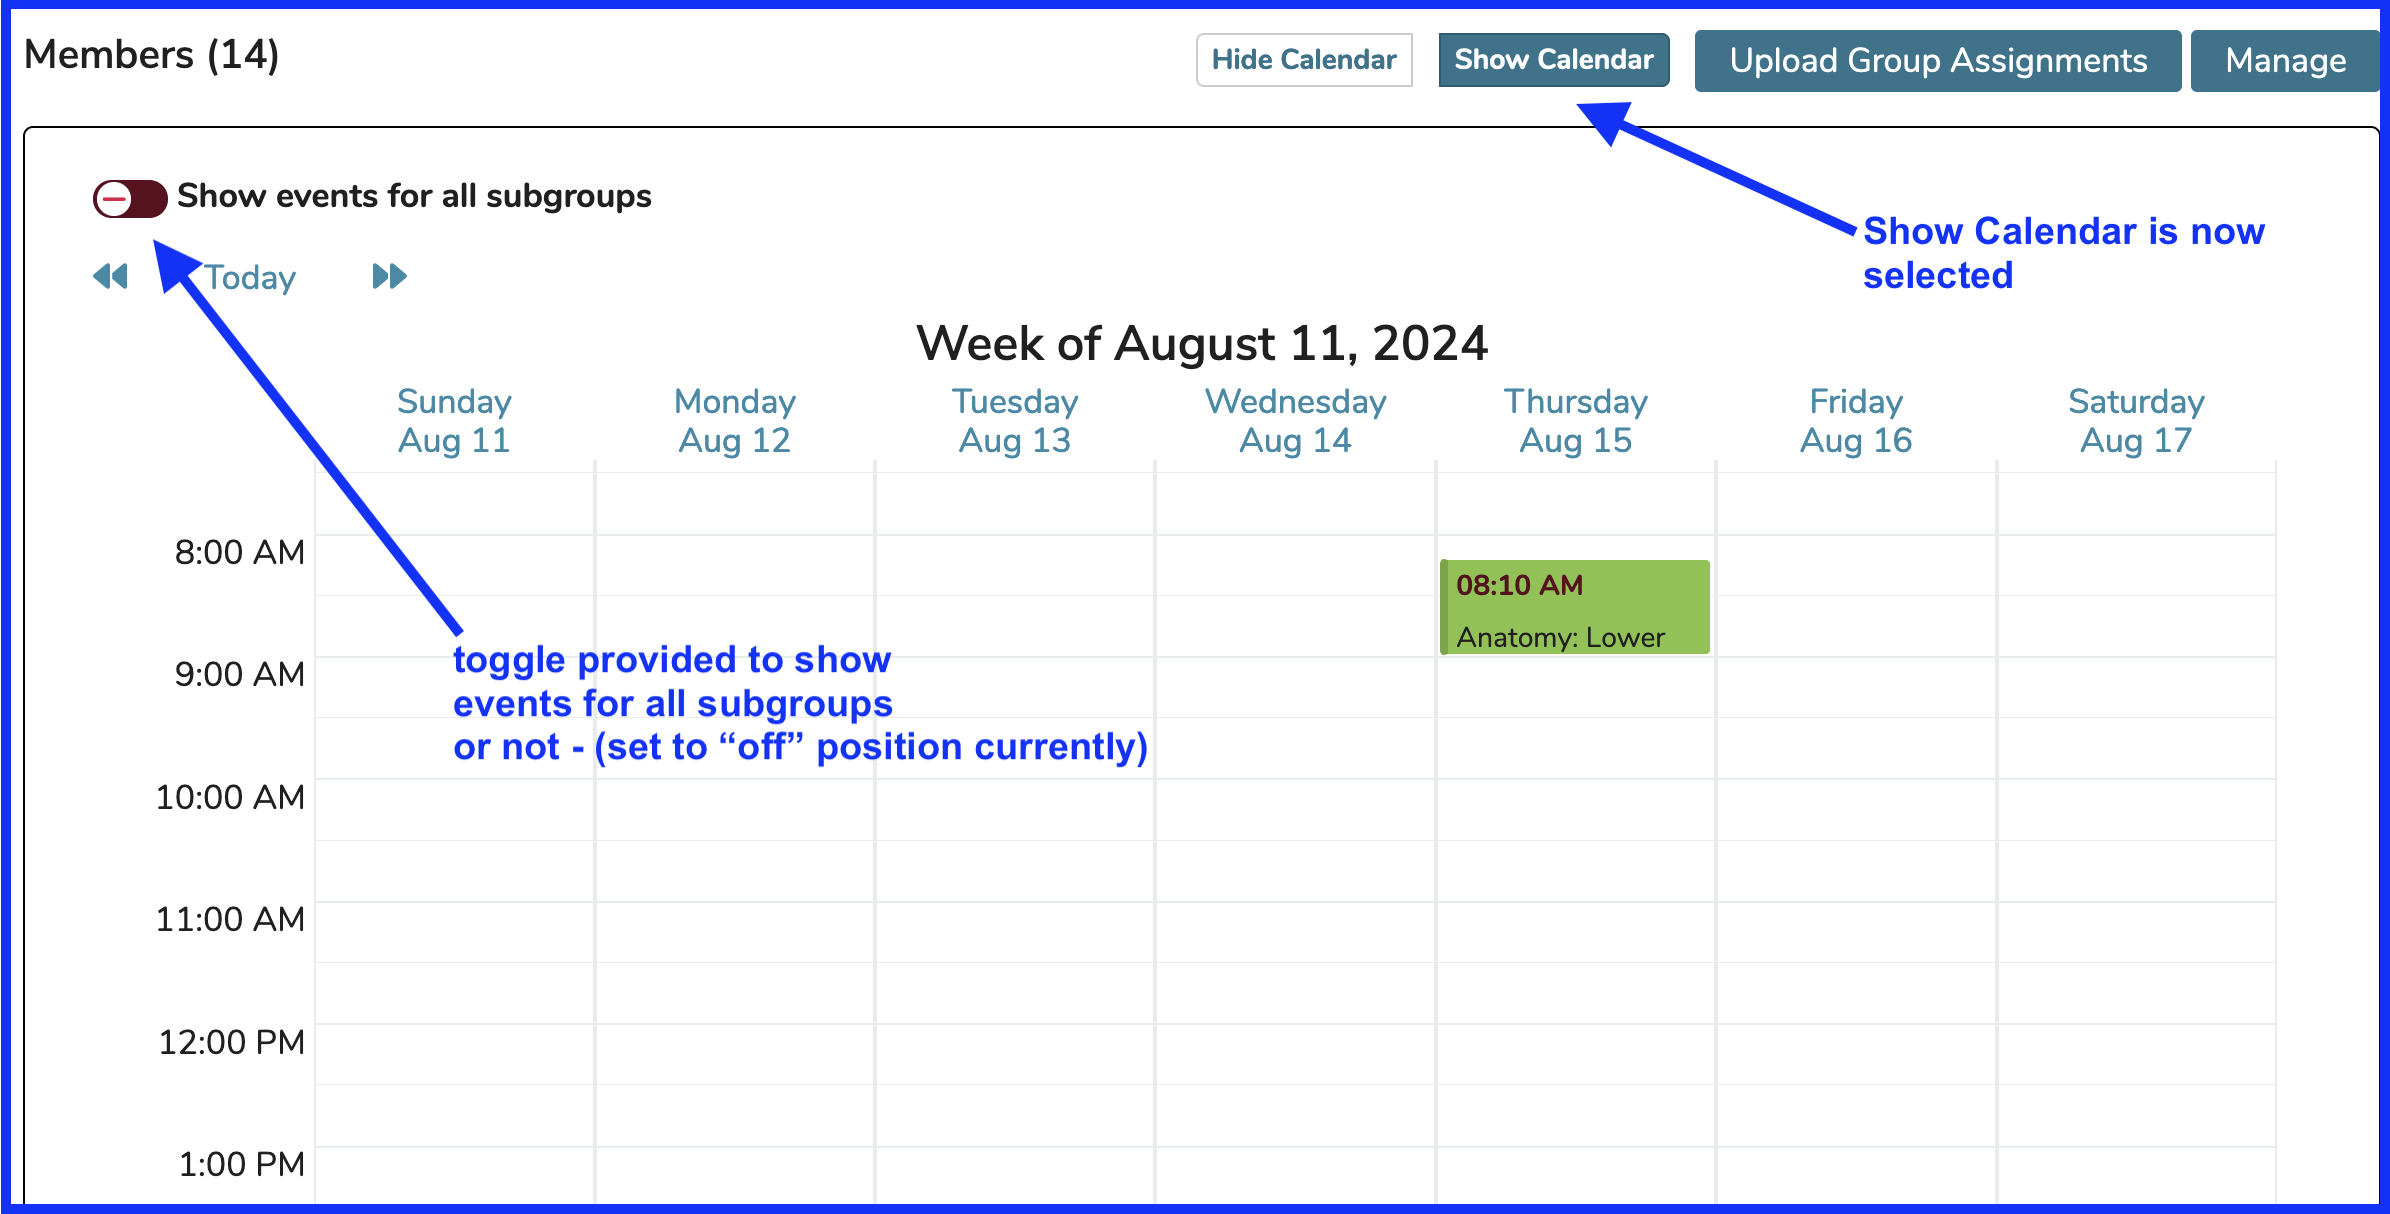 Members (14)
Hide Calendar
Show Calendar
Upload Group Assignments
Manage
Show events for all subgroups
Show Calendar is now
selected
Today
Week of August 11, 2024
Sunday
Aug 11
Monday
Aug 12
Tuesday
Aug 13
Wednesday
Aug 14
Thursday
Aug 15
Friday
Aug 16
Saturday
Aug 17
8:00 AM
08:10 AM
Anatomy: Lower
9:00 AM
toggle provided to show
events for all subgroups
or not - (set to “off” position currently)
10:00 AM
11:00 AM
12:00 PM
1:00 PM